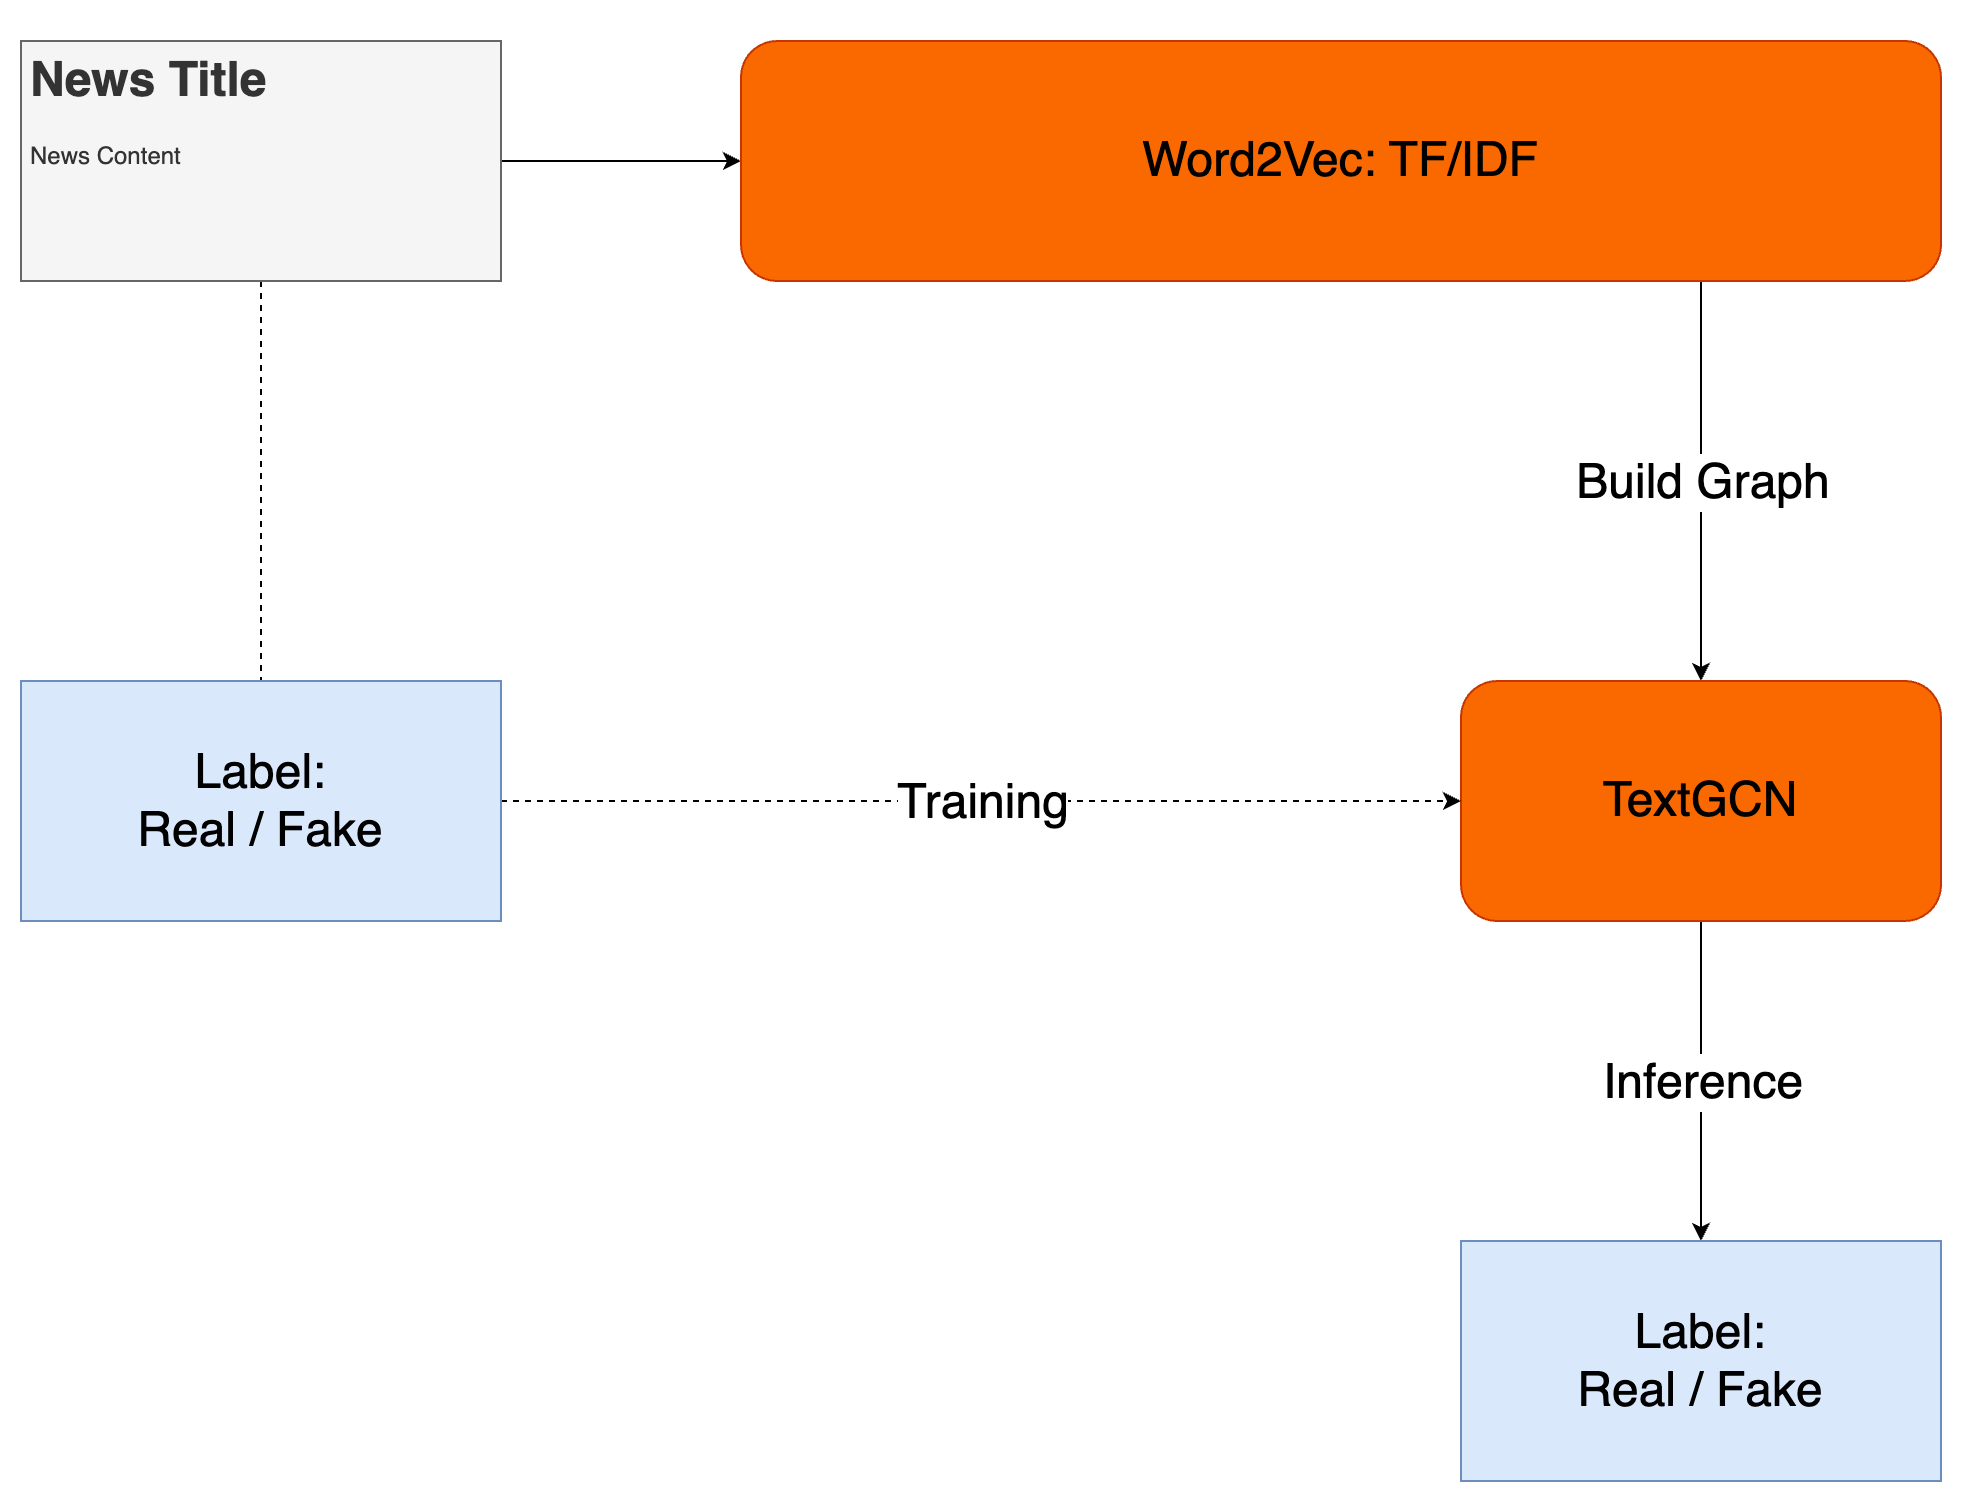 News Title
News Content
Word2Vec: TF/IDF
Build Graph
Label:
Real / Fake
Training
TextGCN
Inference
Label:
Real / Fake